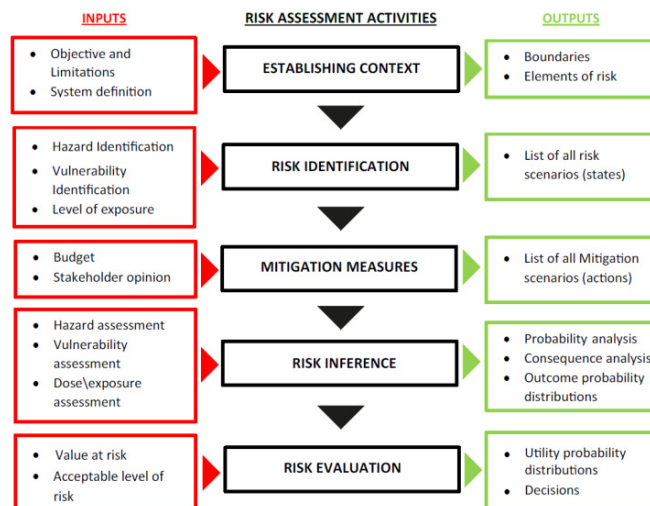 INPUTS
RISK ASSESSMENT ACTIVITIES
OUTPUTS
• Objective and
Limitations
• System definition
ESTABLISHING CONTEXT
• Boundaries
• Elements of risk
• Hazard Identification
• Vulnerability
Identification
• Level of exposure
RISK IDENTIFICATION
• List of all risk
scenarios (states)
• Budget
• Stakeholder opinion
MITIGATION MEASURES
• List of all Mitigation
scenarios (actions)
• Hazard assessment
• Vulnerability
assessment
• Dose\exposure
assessment
RISK INFERENCE
• Probability analysis
• Consequence analysis
• Outcome probability
distributions
• Value at risk
• Acceptable level of
risk
RISK EVALUATION
• Utility probability
distributions
• Decisions